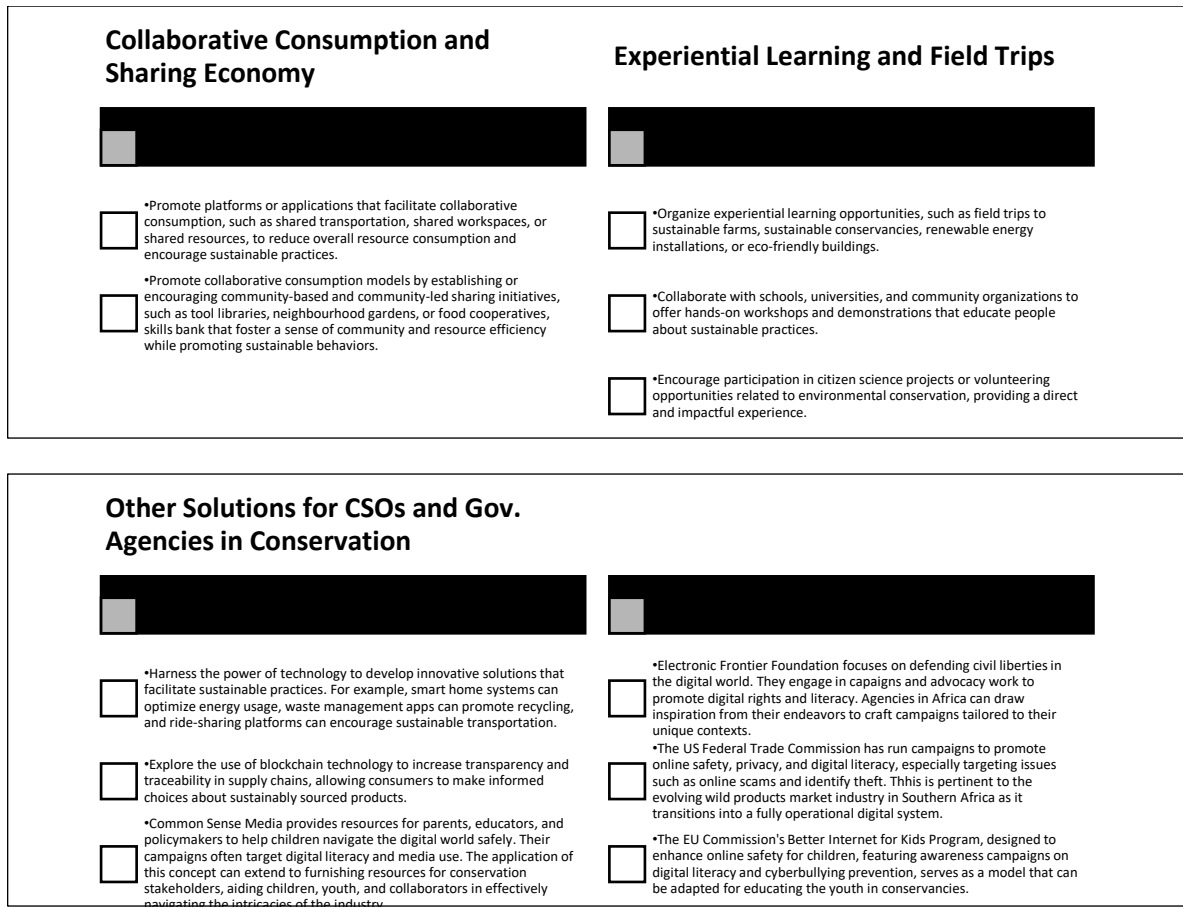 Collaborative Consumption and
Sharing Economy
•Promote platforms or applications that facilitate collaborative
consumption, such as shared transportation, shared workspaces, or
shared resources, to reduce overall resource consumption and
encourage sustainable practices.
•Promote collaborative consumption models by establishing or
encouraging community-based and community-led sharing initiatives,
such as tool libraries, neighbourhood gardens, or food cooperatives,
skills bank that foster a sense of community and resource efficiency
while promoting sustainable behaviors.
Experiential Learning and Field Trips
•Organize experiential learning opportunities, such as field trips to
sustainable farms, sustainable conservancies, renewable energy
installations, or eco-friendly buildings.
•Collaborate with schools, universities, and community organizations to
offer hands-on workshops and demonstrations that educate people
about sustainable practices.
•Encourage participation in citizen science projects or volunteering
opportunities related to environmental conservation, providing a direct
and impactful experience.
Other Solutions for CSOs and Gov.
Agencies in Conservation
•Harness the power of technology to develop innovative solutions that
facilitate sustainable practices. For example, smart home systems can
optimize energy usage, waste management apps can promote recycling,
and ride-sharing platforms can encourage sustainable transportation.
•Explore the use of blockchain technology to increase transparency and
traceability in supply chains, allowing consumers to make informed
choices about sustainably sourced products.
•Common Sense Media provides resources for parents, educators, and
policymakers to help children navigate the digital world safely. Their
campaigns often target digital literacy and media use. The application of
this concept can extend to furnishing resources for conservation
stakeholders, aiding children, youth, and collaborators in effectively
navigating the intricacies of the industry.
•Electronic Frontier Foundation focuses on defending civil liberties in
the digital world. They engage in capaigns and advocacy work to
promote digital rights and literacy. Agencies in Africa can draw
inspiration from their endeavors to craft campaigns tailored to their
unique contexts.
•The US Federal Trade Commission has run campaigns to promote
online safety, privacy, and digital literacy, especially targeting issues
such as online scams and identify theft. Thhis is pertinent to the
evolving wild products market industry in Southern Africa as it
transitions into a fully operational digital system.
•The EU Commission's Better Internet for Kids Program, designed to
enhance online safety for children, featuring awareness campaigns on
digital literacy and cyberbullying prevention, serves as a model that can
be adapted for educating the youth in conservancies.